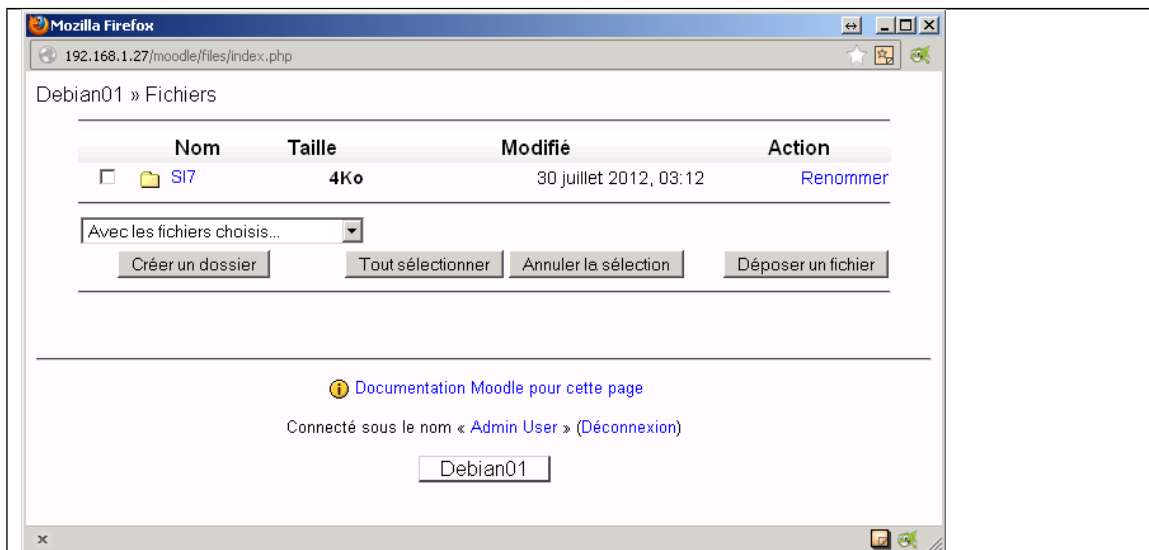 Mozilla Firefox
192.168.1.27/moodle/files/index.php
Debian01 » Fichiers
Nom Taille Modifié Action
SI7 4Ko 30 juillet 2012, 03:12 Renommer
Avec les fichiers choisis...
Créer un dossier Tout sélectionner Annuler la sélection Déposer un fichier
Documentation Moodle pour cette page
Connecté sous le nom « Admin User » (Déconnexion)
Debian01